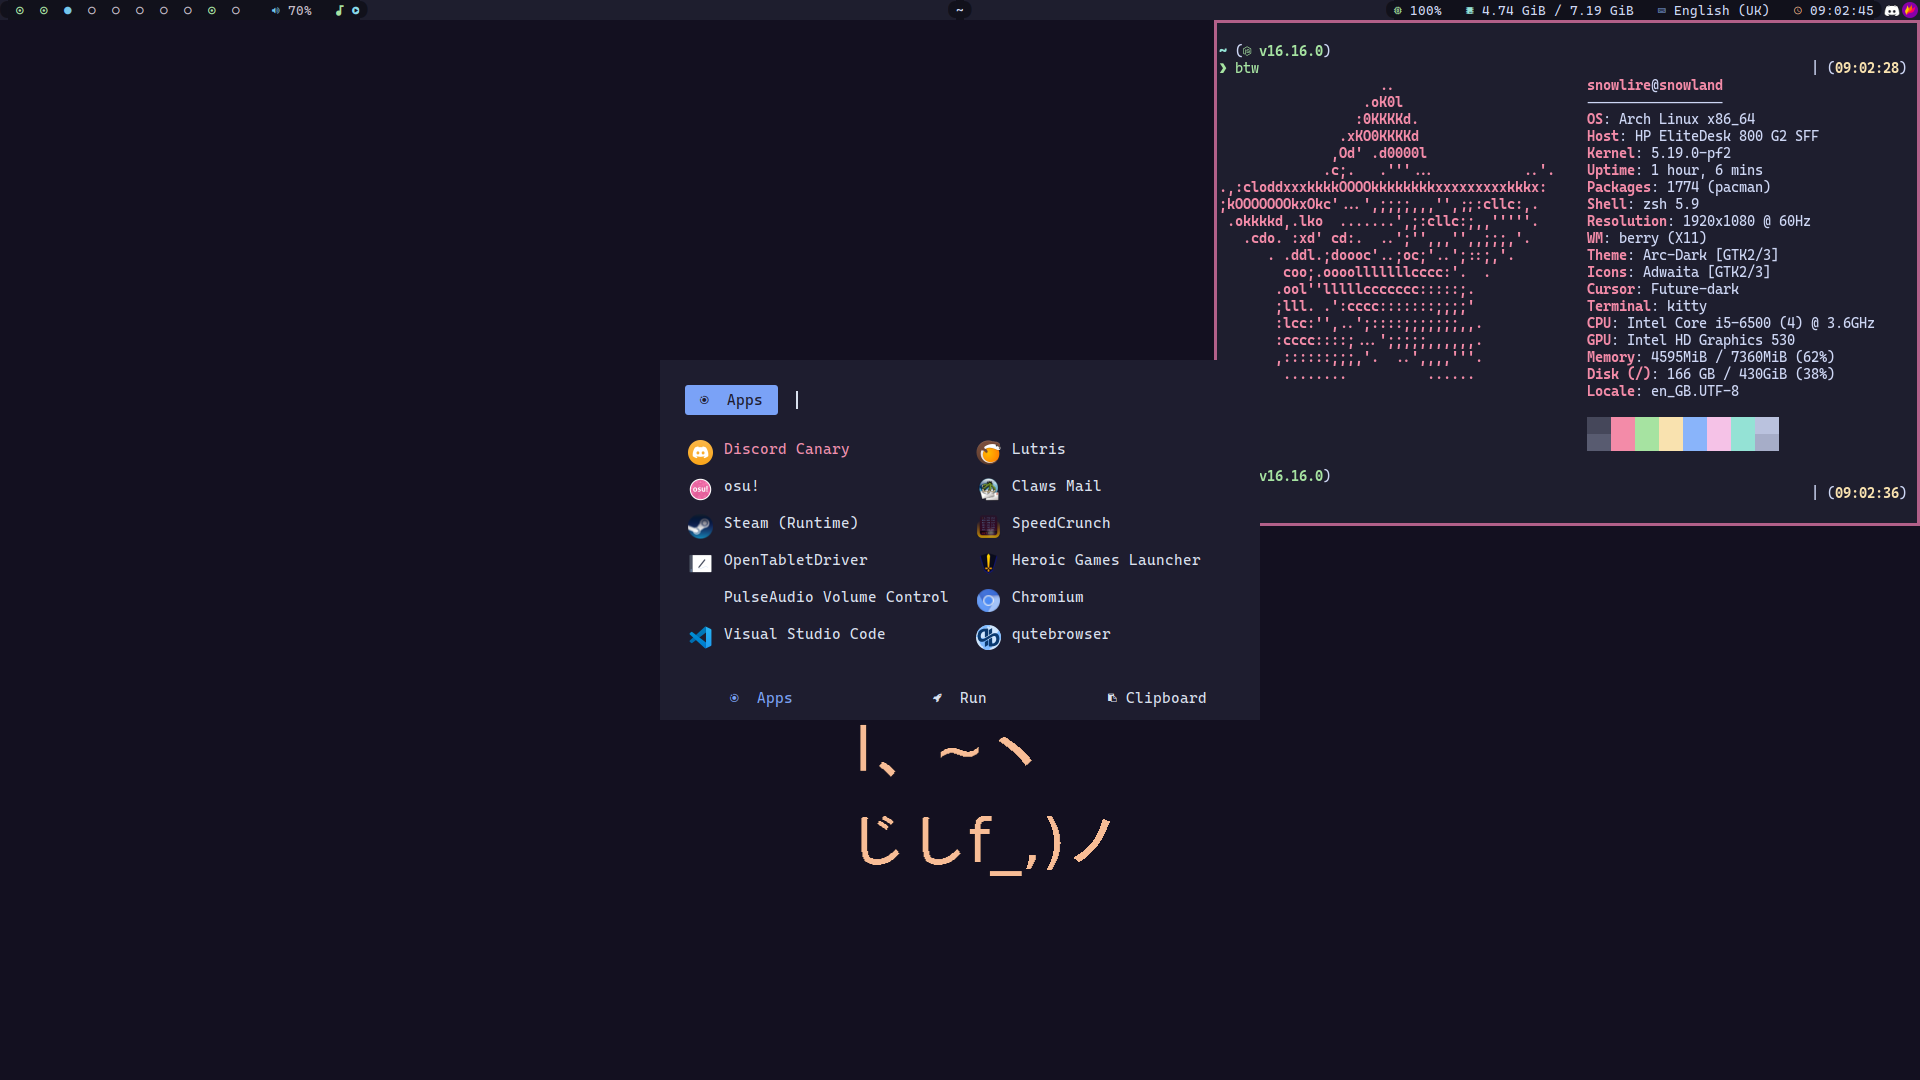 70%
~
100%
4.74 GiB / 7.19 GiB
English (UK)
09:02:45
~ ( v16.16.0)
❯ btw
| (09:02:28)
snowlire@snowland
OS: Arch Linux x86_64
Host: HP EliteDesk 800 G2 SFF
Kernel: 5.19.0-pf2
Uptime: 1 hour, 6 mins
Packages: 1774 (pacman)
Shell: zsh 5.9
Resolution: 1920x1080 @ 60Hz
WM: berry (X11)
Theme: Arc-Dark [GTK2/3]
Icons: Adwaita [GTK2/3]
Cursor: Future-dark
Terminal: kitty
CPU: Intel Core i5-6500 (4) @ 3.6GHz
GPU: Intel HD Graphics 530
Memory: 4595MiB / 7360MiB (62%)
Disk (/): 166 GB / 430GiB (38%)
Locale: en_GB.UTF-8
v16.16.0)
| (09:02:36)
Apps
Discord Canary
osu!
Steam (Runtime)
OpenTabletDriver
PulseAudio Volume Control
Visual Studio Code
Lutris
Claws Mail
SpeedCrunch
Heroic Games Launcher
Chromium
qutebrowser
Apps
Run
Clipboard
|、 ~ヽ
じしf_,)ノ